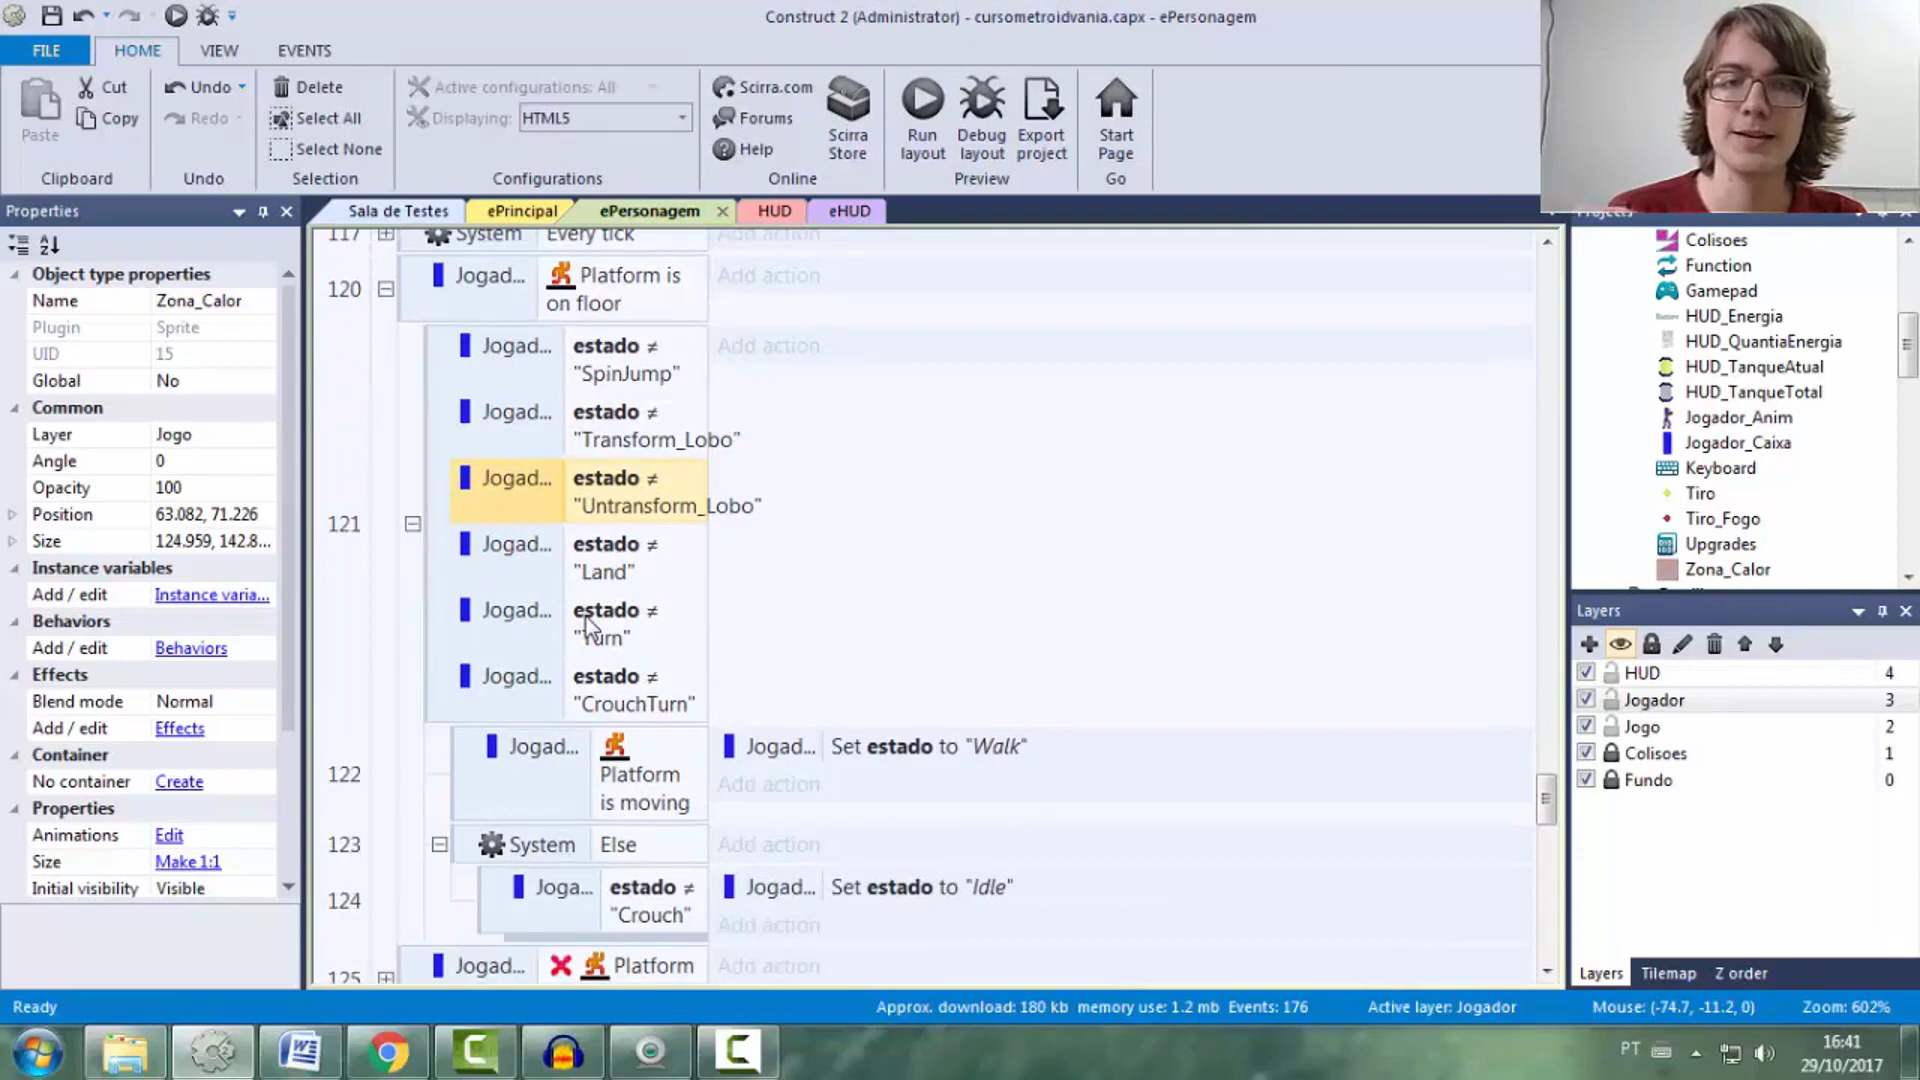 Construct 2 (Administrator) - cursometroidvania.capx - ePersonagem
FILE
HOME
VIEW
EVENTS
Paste
Cut
Copy
Clipboard
Undo
Redo
Undo
Delete
Select All
Select None
Selection
Active configurations: All
Displaying:
HTML5
Configurations
Scirra.com
Forums
Help
Scirra Store
Online
Run layout
Debug layout
Export project
Preview
Start Page
Go
Properties
Sala de Testes
ePrincipal
ePersonagem
HUD
eHUD
Object type properties
Name Zona_Calor
Plugin Sprite
UID 15
Global No
Common
Layer Jogo
Angle 0
Opacity 100
Position 63.082, 71.226
Size 124.959, 142.8...
Instance variables
Add / edit Instance varia...
Behaviors
Add / edit Behaviors
Effects
Blend mode Normal
Add / edit Effects
Container
No container Create
Properties
Animations Edit
Size Make 1:1
Initial visibility Visible
117 System Every tick Add action
120 Jogad... Platform is on floor Add action
121
Jogad... estado ≠ "SpinJump" Add action
Jogad... estado ≠ "Transform_Lobo"
Jogad... estado ≠ "Untransform_Lobo"
Jogad... estado ≠ "Land"
Jogad... estado ≠ "Turn"
Jogad... estado ≠ "CrouchTurn"
122 Jogad... Platform is moving Jogad... Set estado to "Walk"
Add action
123 System Else Add action
124 Joga... estado ≠ "Crouch" Jogad... Set estado to "Idle"
Add action
125 Jogad... Platform Add action
Projects
Colisoes
Function
Gamepad
HUD_Energia
HUD_QuantiaEnergia
HUD_TanqueAtual
HUD_TanqueTotal
Jogador_Anim
Jogador_Caixa
Keyboard
Tiro
Tiro_Fogo
Upgrades
Zona_Calor
Layers
HUD 4
Jogador 3
Jogo 2
Colisoes 1
Fundo 0
Layers
Tilemap
Z order
Ready
Approx. download: 180 kb
memory use: 1.2 mb
Events: 176
Active layer: Jogador
Mouse: (-74.7, -11.2, 0)
Zoom: 602%
PT
16:41
29/10/2017